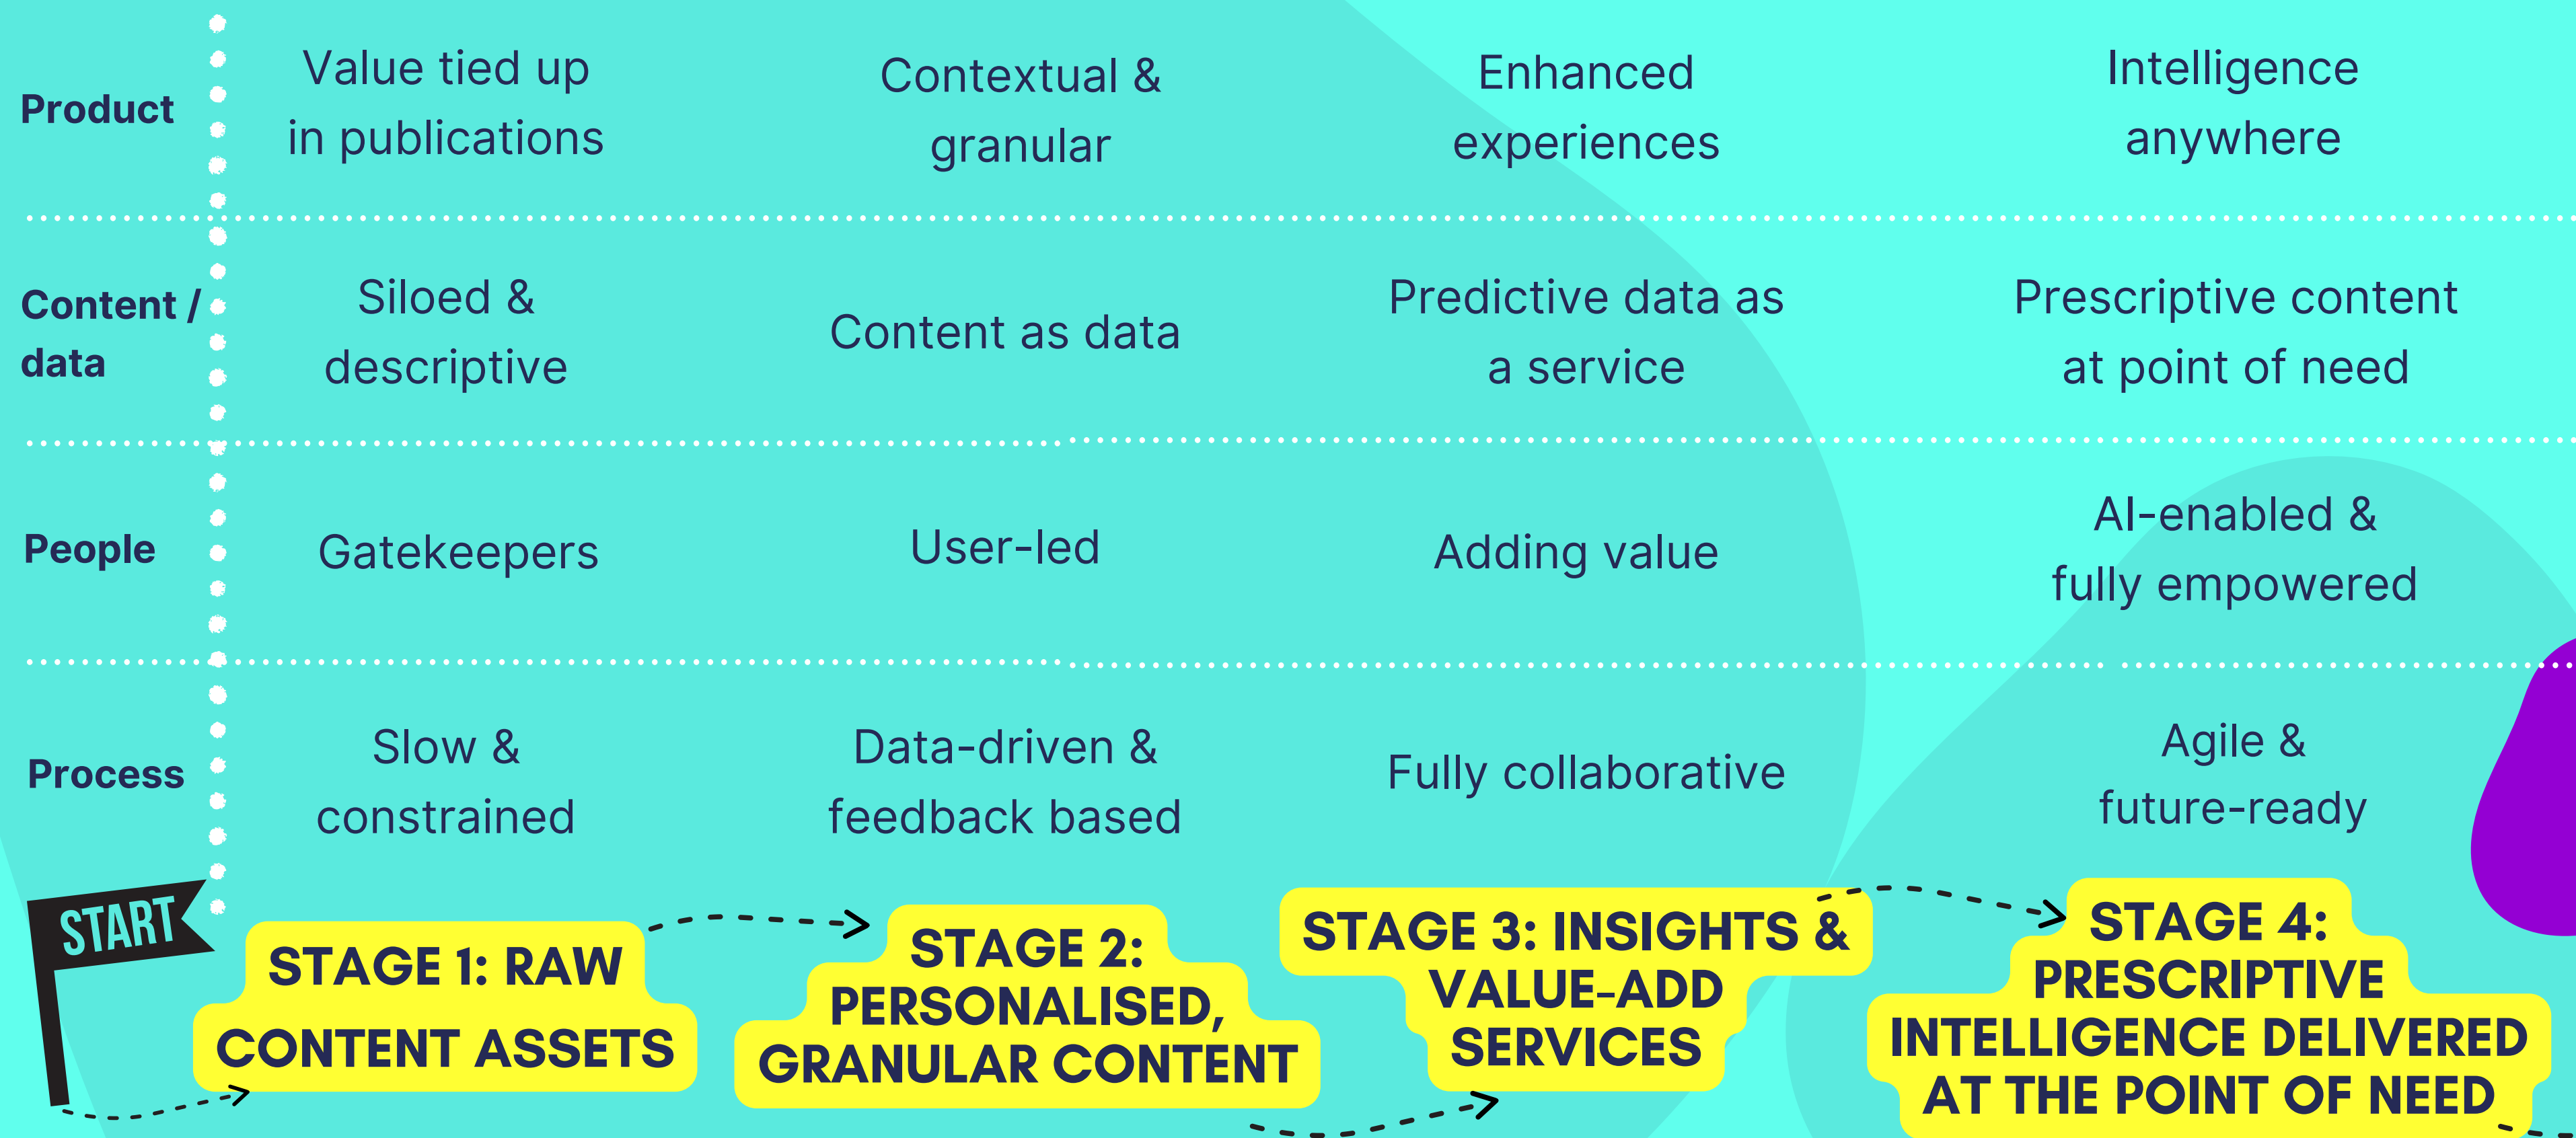 Product
Value tied up
in publications
Contextual &
granular
Enhanced
experiences
Intelligence
anywhere
Content /
data
Siloed &
descriptive
Content as data
Predictive data as
a service
Prescriptive content
at point of need
People
Gatekeepers
User-led
Adding value
AI-enabled &
fully empowered
Process
Slow &
constrained
Data-driven &
feedback based
Fully collaborative
Agile &
future-ready
START
STAGE 1: RAW
CONTENT ASSETS
STAGE 2:
PERSONALISED,
GRANULAR CONTENT
STAGE 3: INSIGHTS &
VALUE-ADD
SERVICES
STAGE 4:
PRESCRIPTIVE
INTELLIGENCE DELIVERED
AT THE POINT OF NEED